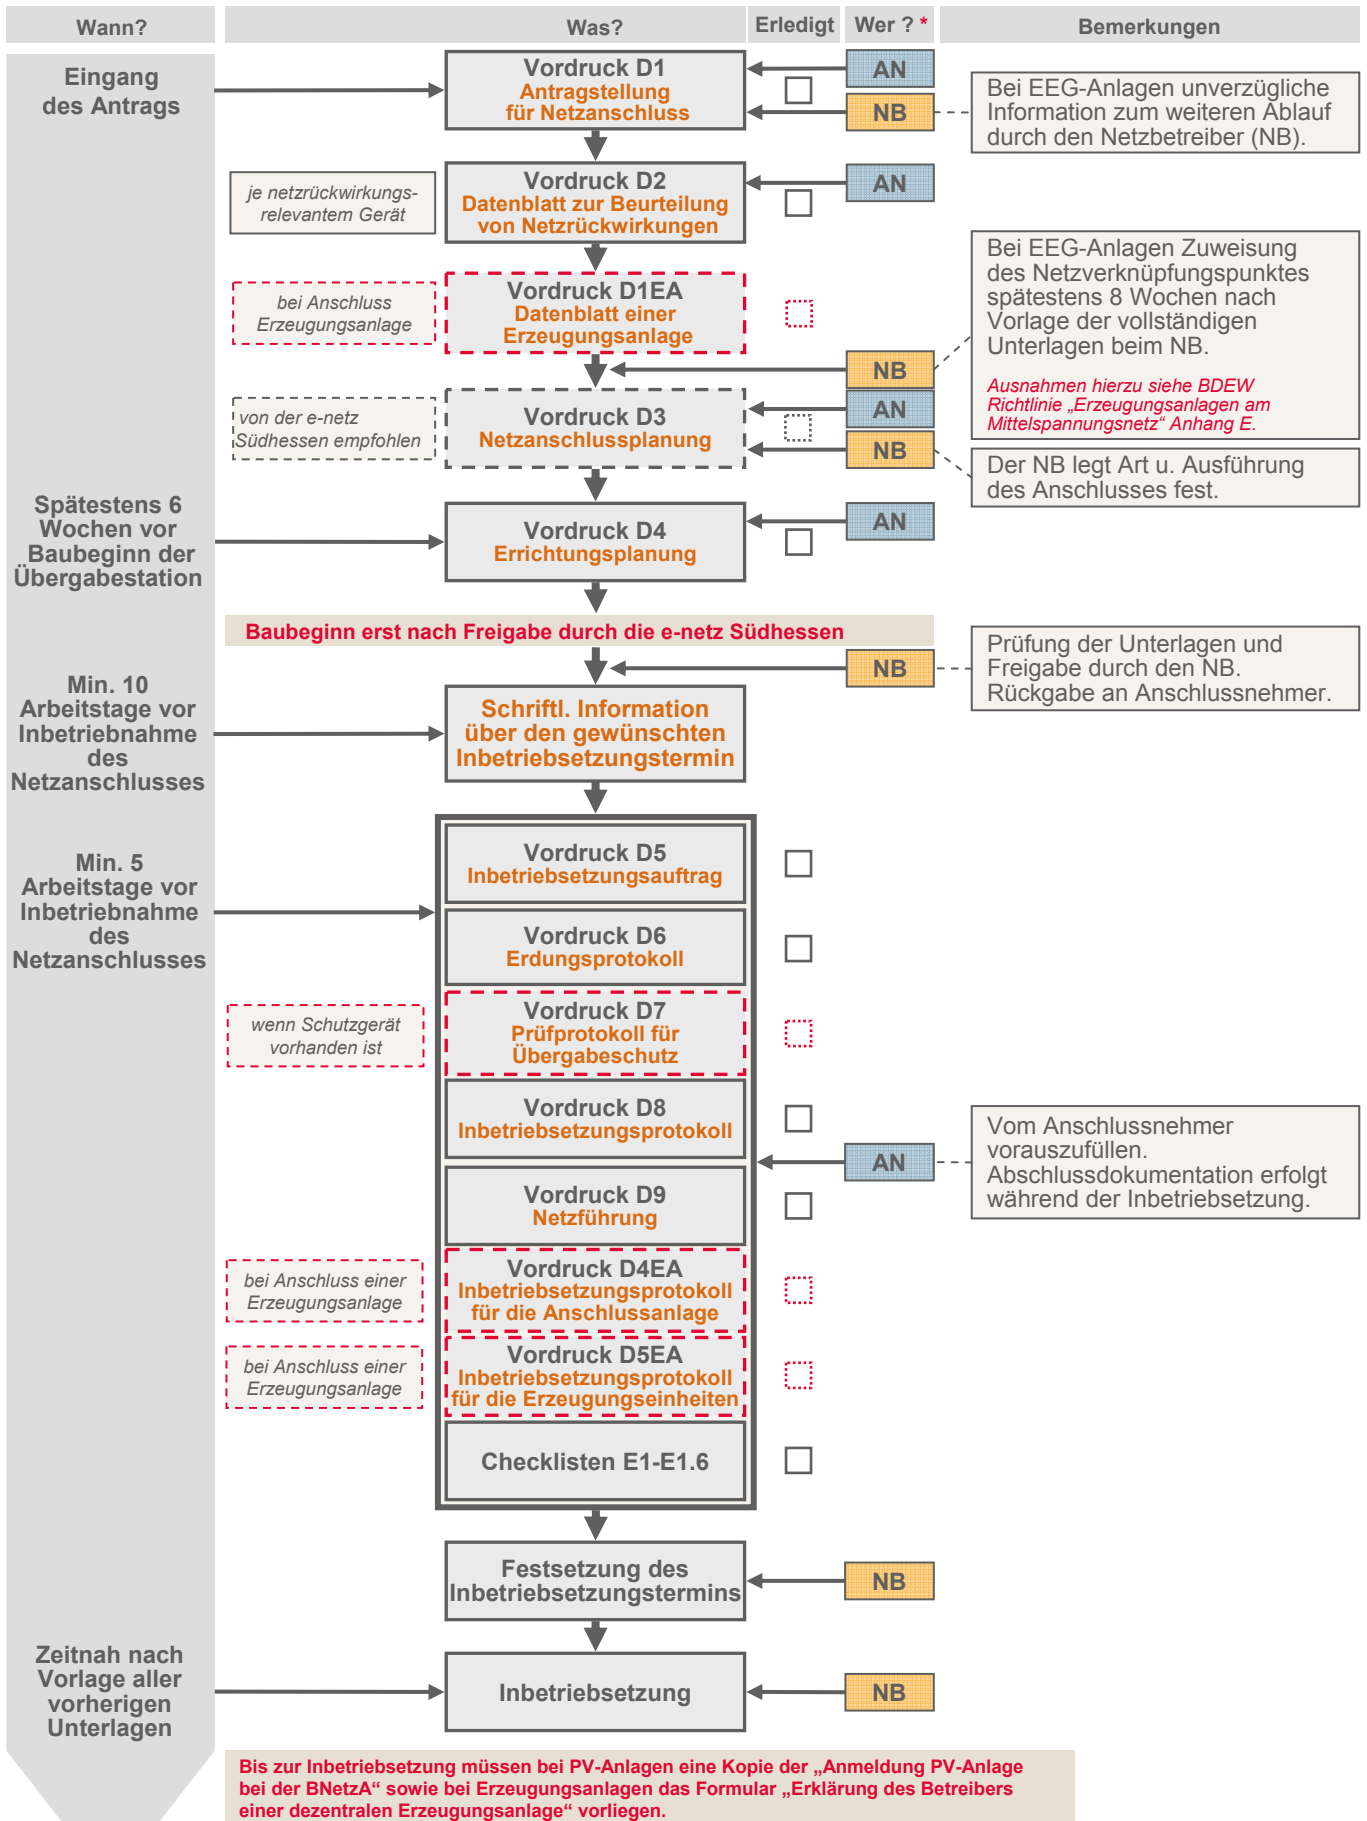 Wann?
Was?
Erledigt
Wer ? *
Bemerkungen
Eingang
des Antrags
Vordruck D1
Antragstellung
für Netzanschluss
AN
NB
Bei EEG-Anlagen unverzügliche
Information zum weiteren Ablauf
durch den Netzbetreiber (NB).
je netzrückwirkungs-
relevantem Gerät
Vordruck D2
Datenblatt zur Beurteilung
von Netzrückwirkungen
AN
bei Anschluss
Erzeugungsanlage
Vordruck D1EA
Datenblatt einer
Erzeugungsanlage
NB
Bei EEG-Anlagen Zuweisung
des Netzverknüpfungspunktes
spätestens 8 Wochen nach
Vorlage der vollständigen
Unterlagen beim NB.
Ausnahmen hierzu siehe BDEW
Richtlinie „Erzeugungsanlagen am
Mittelspannungsnetz“ Anhang E.
von der e-netz
Südhessen empfohlen
Vordruck D3
Netzanschlussplanung
AN
NB
Der NB legt Art u. Ausführung
des Anschlusses fest.
Spätestens 6
Wochen vor
Baubeginn der
Übergabestation
Vordruck D4
Errichtungsplanung
AN
Baubeginn erst nach Freigabe durch die e-netz Südhessen
NB
Prüfung der Unterlagen und
Freigabe durch den NB.
Rückgabe an Anschlussnehmer.
Min. 10
Arbeitstage vor
Inbetriebnahme
des
Netzanschlusses
Schriftl. Information
über den gewünschten
Inbetriebsetzungstermin
Min. 5
Arbeitstage vor
Inbetriebnahme
des
Netzanschlusses
Vordruck D5
Inbetriebsetzungsauftrag
Vordruck D6
Erdungsprotokoll
wenn Schutzgerät
vorhanden ist
Vordruck D7
Prüfprotokoll für
Übergabeschutz
Vordruck D8
Inbetriebsetzungsprotokoll
AN
Vom Anschlussnehmer
vorauszufüllen.
Abschlussdokumentation erfolgt
während der Inbetriebsetzung.
Vordruck D9
Netzführung
bei Anschluss einer
Erzeugungsanlage
Vordruck D4EA
Inbetriebsetzungsprotokoll
für die Anschlussanlage
bei Anschluss einer
Erzeugungsanlage
Vordruck D5EA
Inbetriebsetzungsprotokoll
für die Erzeugungseinheiten
Checklisten E1-E1.6
Festsetzung des
Inbetriebsetzungstermins
NB
Zeitnah nach
Vorlage aller
vorherigen
Unterlagen
Inbetriebsetzung
NB
Bis zur Inbetriebsetzung müssen bei PV-Anlagen eine Kopie der „Anmeldung PV-Anlage
bei der BNetzA“ sowie bei Erzeugungsanlagen das Formular „Erklärung des Betreibers
einer dezentralen Erzeugungsanlage“ vorliegen.